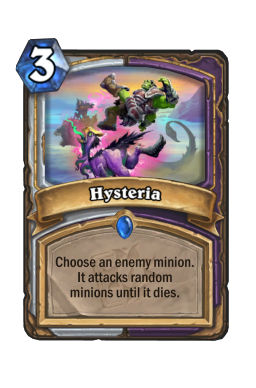 3
Hysteria
Choose an enemy minion.
It attacks random
minions until it dies.